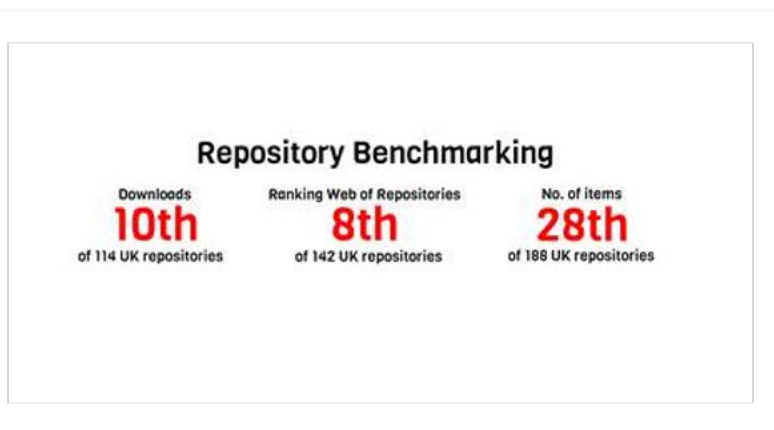 Repository Benchmarking
Downloads
10th
of 114 UK repositories
Ranking Web of Repositories
8th
of 142 UK repositories
No. of items
28th
of 188 UK repositories